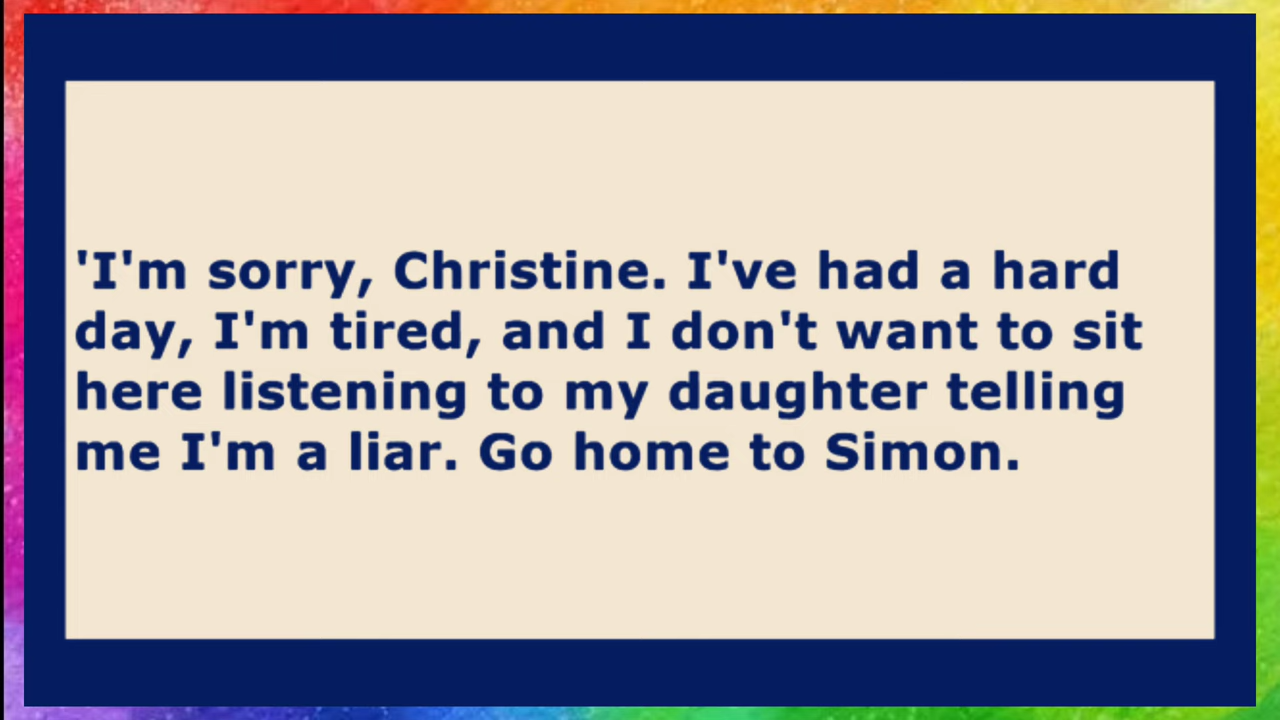 'I'm sorry, Christine. I've had a hard
day, I'm tired, and I don't want to sit
here listening to my daughter telling
me I'm a liar. Go home to Simon.